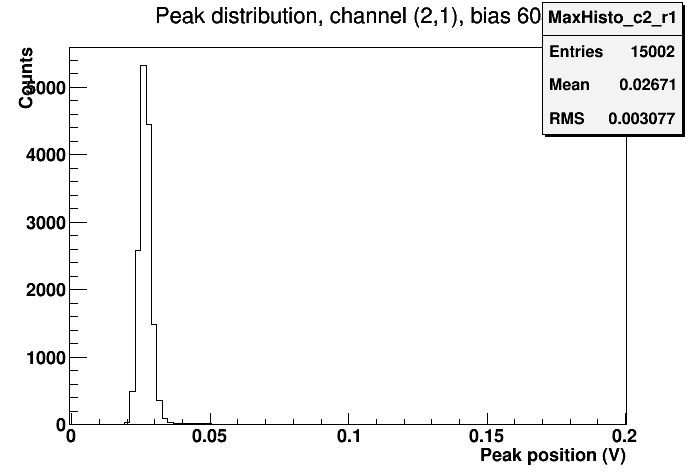 Peak distribution, channel (2,1), bias 60
MaxHisto_c2_r1
Entries 15002
Mean 0.02671
RMS 0.003077
Counts
5000
4000
3000
2000
1000
0
0 0.05 0.1 0.15 0.2
Peak position (V)